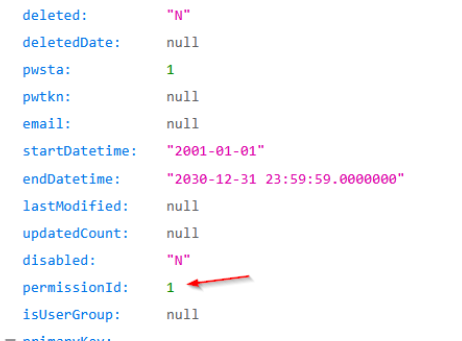 deleted: "N"
deletedDate: null
pwsta: 1
pwtkn: null
email: null
startDatetime: "2001-01-01"
endDatetime: "2030-12-31 23:59:59.0000000"
lastModified: null
updatedCount: null
disabled: "N"
permissionId: 1
isUserGroup: null
primaryKey: